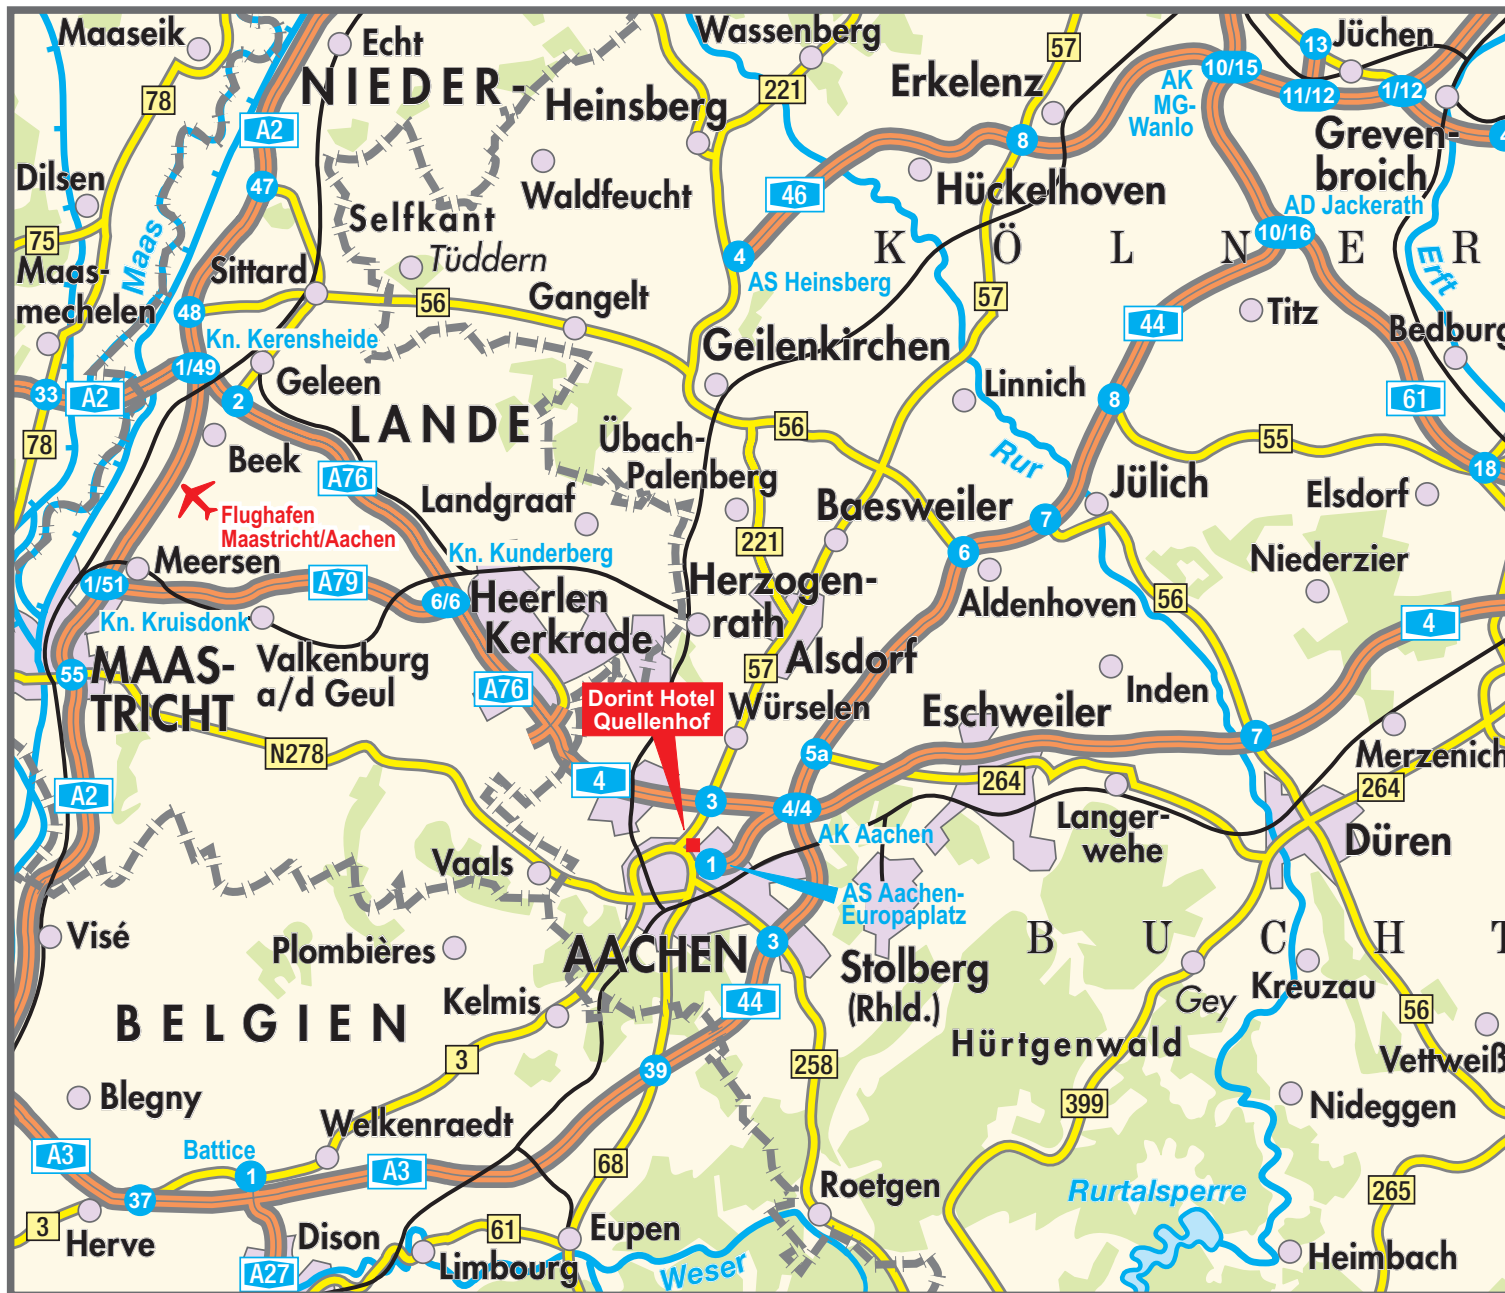 Maaseik
Echt
Wassenberg
57
13
Jüchen
NIEDER-
78
A2
Heinsberg
221
Erkelenz
10/15
AK
MG-
Wanlo
11/12
1/12
8
Greven-
broich
Dilsen
47
Waldfeucht
46
Hückelhoven
AD Jackerath
10/16
Selfkant
Tüddern
75
Maas-
mechelen
Maas
Sittard
4
AS Heinsberg
K Ö L N E R
Erft
56
Gangelt
57
48
44
Titz
Bedburg
Kn. Kerensheide
1/49
Geleen
Geilenkirchen
Linnich
33
A2
2
8
61
LANDE
78
Beek
Übach-
Palenberg
56
55
18
A76
Rur
Jülich
Landgraaf
Baesweiler
Elsdorf
Flughafen
Maastricht/Aachen
7
Meersen
Kn. Kunderberg
221
6
Niederzier
1/51
A79
6/6
Heerlen
Kerkrade
Herzogen-
rath
Aldenhoven
56
4
Kn. Kruisdonk
MAAS-
TRICHT
55
Valkenburg
a/d Geul
57
Alsdorf
Inden
A76
Dorint Hotel
Quellenhof
Würselen
Eschweiler
N278
5a
7
Merzenich
4
264
264
A2
3
4/4
Langer-
wehe
AK Aachen
Düren
Vaals
1
AS Aachen-
Europaplatz
Visé
Plombières
AACHEN
3
Stolberg
(Rhld.)
B U C H T
Kreuzau
Gey
Kelmis
44
56
BELGIEN
Hürtgenwald
3
39
258
Vettweiß
Blegny
399
Nideggen
Welkenraedt
Battice
A3
1
A3
68
37
Roetgen
Rurtalsperre
265
3
Herve
Dison
61
Eupen
A27
Limbourg
Weser
Heimbach